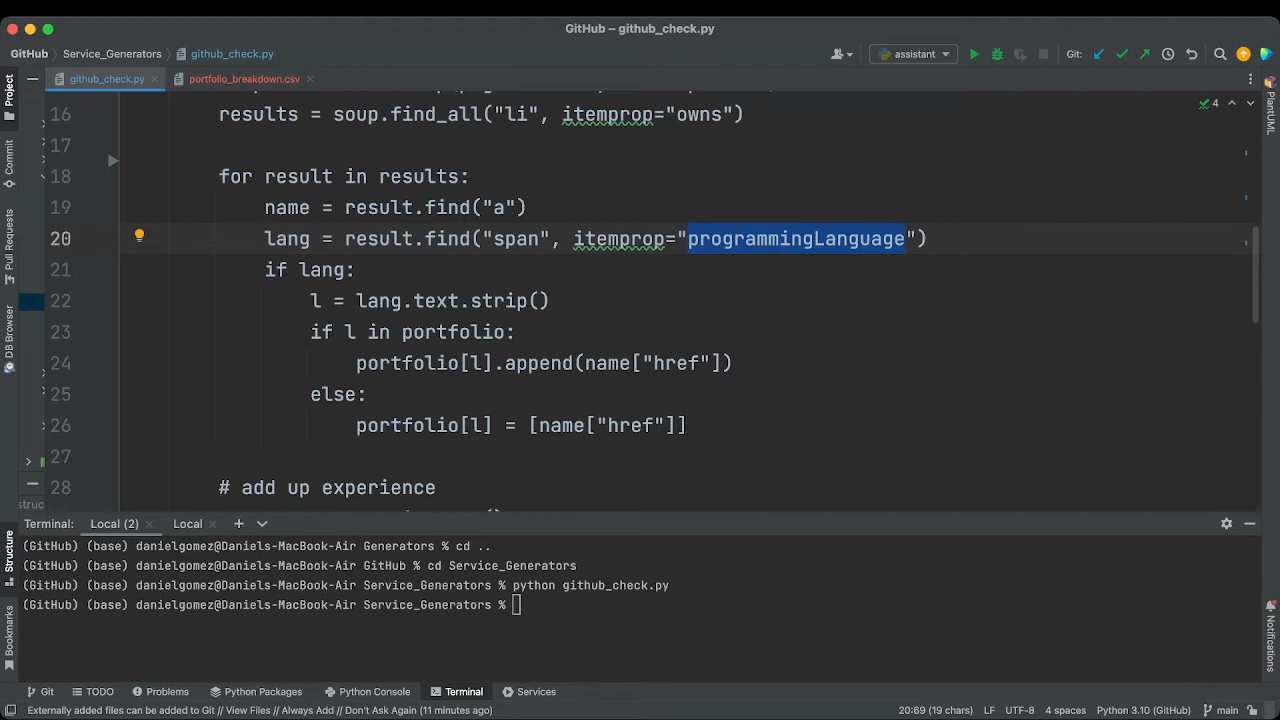 GitHub – github_check.py
GitHub Service_Generators github_check.py assistant Git:
Project
github_check.py portfolio_breakdown.csv
PlantUML
4
16 results = soup.find_all("li", itemprop="owns")
17
18 for result in results:
19 name = result.find("a")
20 lang = result.find("span", itemprop="programmingLanguage")
21 if lang:
22 l = lang.text.strip()
23 if l in portfolio:
24 portfolio[l].append(name["href"])
25 else:
26 portfolio[l] = [name["href"]]
27
28 # add up experience
Commit
Pull Requests
DB Browser
struc
Structure
Bookmarks
Notifications
Terminal: Local (2) Local
(GitHub) (base) danielgomez@Daniels-MacBook-Air Generators % cd ..
(GitHub) (base) danielgomez@Daniels-MacBook-Air GitHub % cd Service_Generators
(GitHub) (base) danielgomez@Daniels-MacBook-Air Service_Generators % python github_check.py
(GitHub) (base) danielgomez@Daniels-MacBook-Air Service_Generators %
Git TODO Problems Python Packages Python Console Terminal Services
Externally added files can be added to Git // View Files // Always Add // Don't Ask Again (11 minutes ago) 20:69 (19 chars) LF UTF-8 4 spaces Python 3.10 (GitHub) main